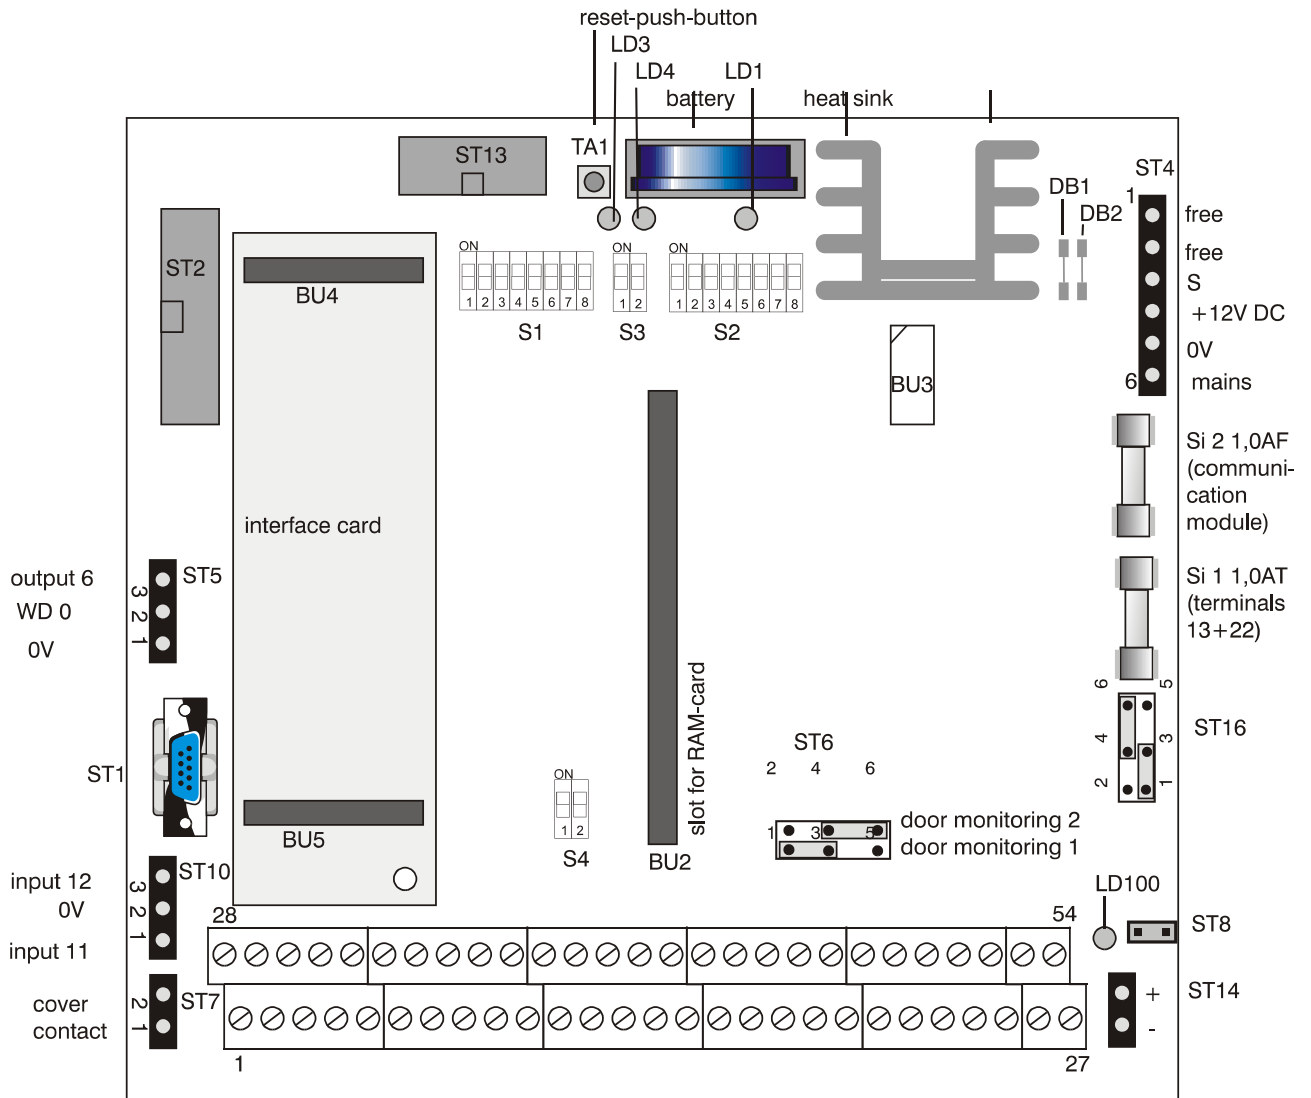 reset-push-button
LD3
LD4
LD1
battery
heat sink
ST13
TA1
ST4
DB1
DB2
1
free
free
S
+12V DC
0V
6
mains
ST2
BU4
ON
1 2 3 4 5 6 7 8
S1
ON
1 2
S3
ON
1 2 3 4 5 6 7 8
S2
BU3
Si 2 1,0AF
(communi-
cation
module)
interface card
output 6
WD 0
0V
3 2 1
ST5
Si 1 1,0AT
(terminals
13+22)
6 5
4 3
2 1
ST16
ST1
slot for RAM-card
ST6
2 4 6
1 3 5
door monitoring 2
door monitoring 1
ON
1 2
S4
BU5
BU2
input 12
0V
input 11
3 2 1
ST10
LD100
ST8
28
54
cover
contact
2 1
ST7
+
-
ST14
1
27